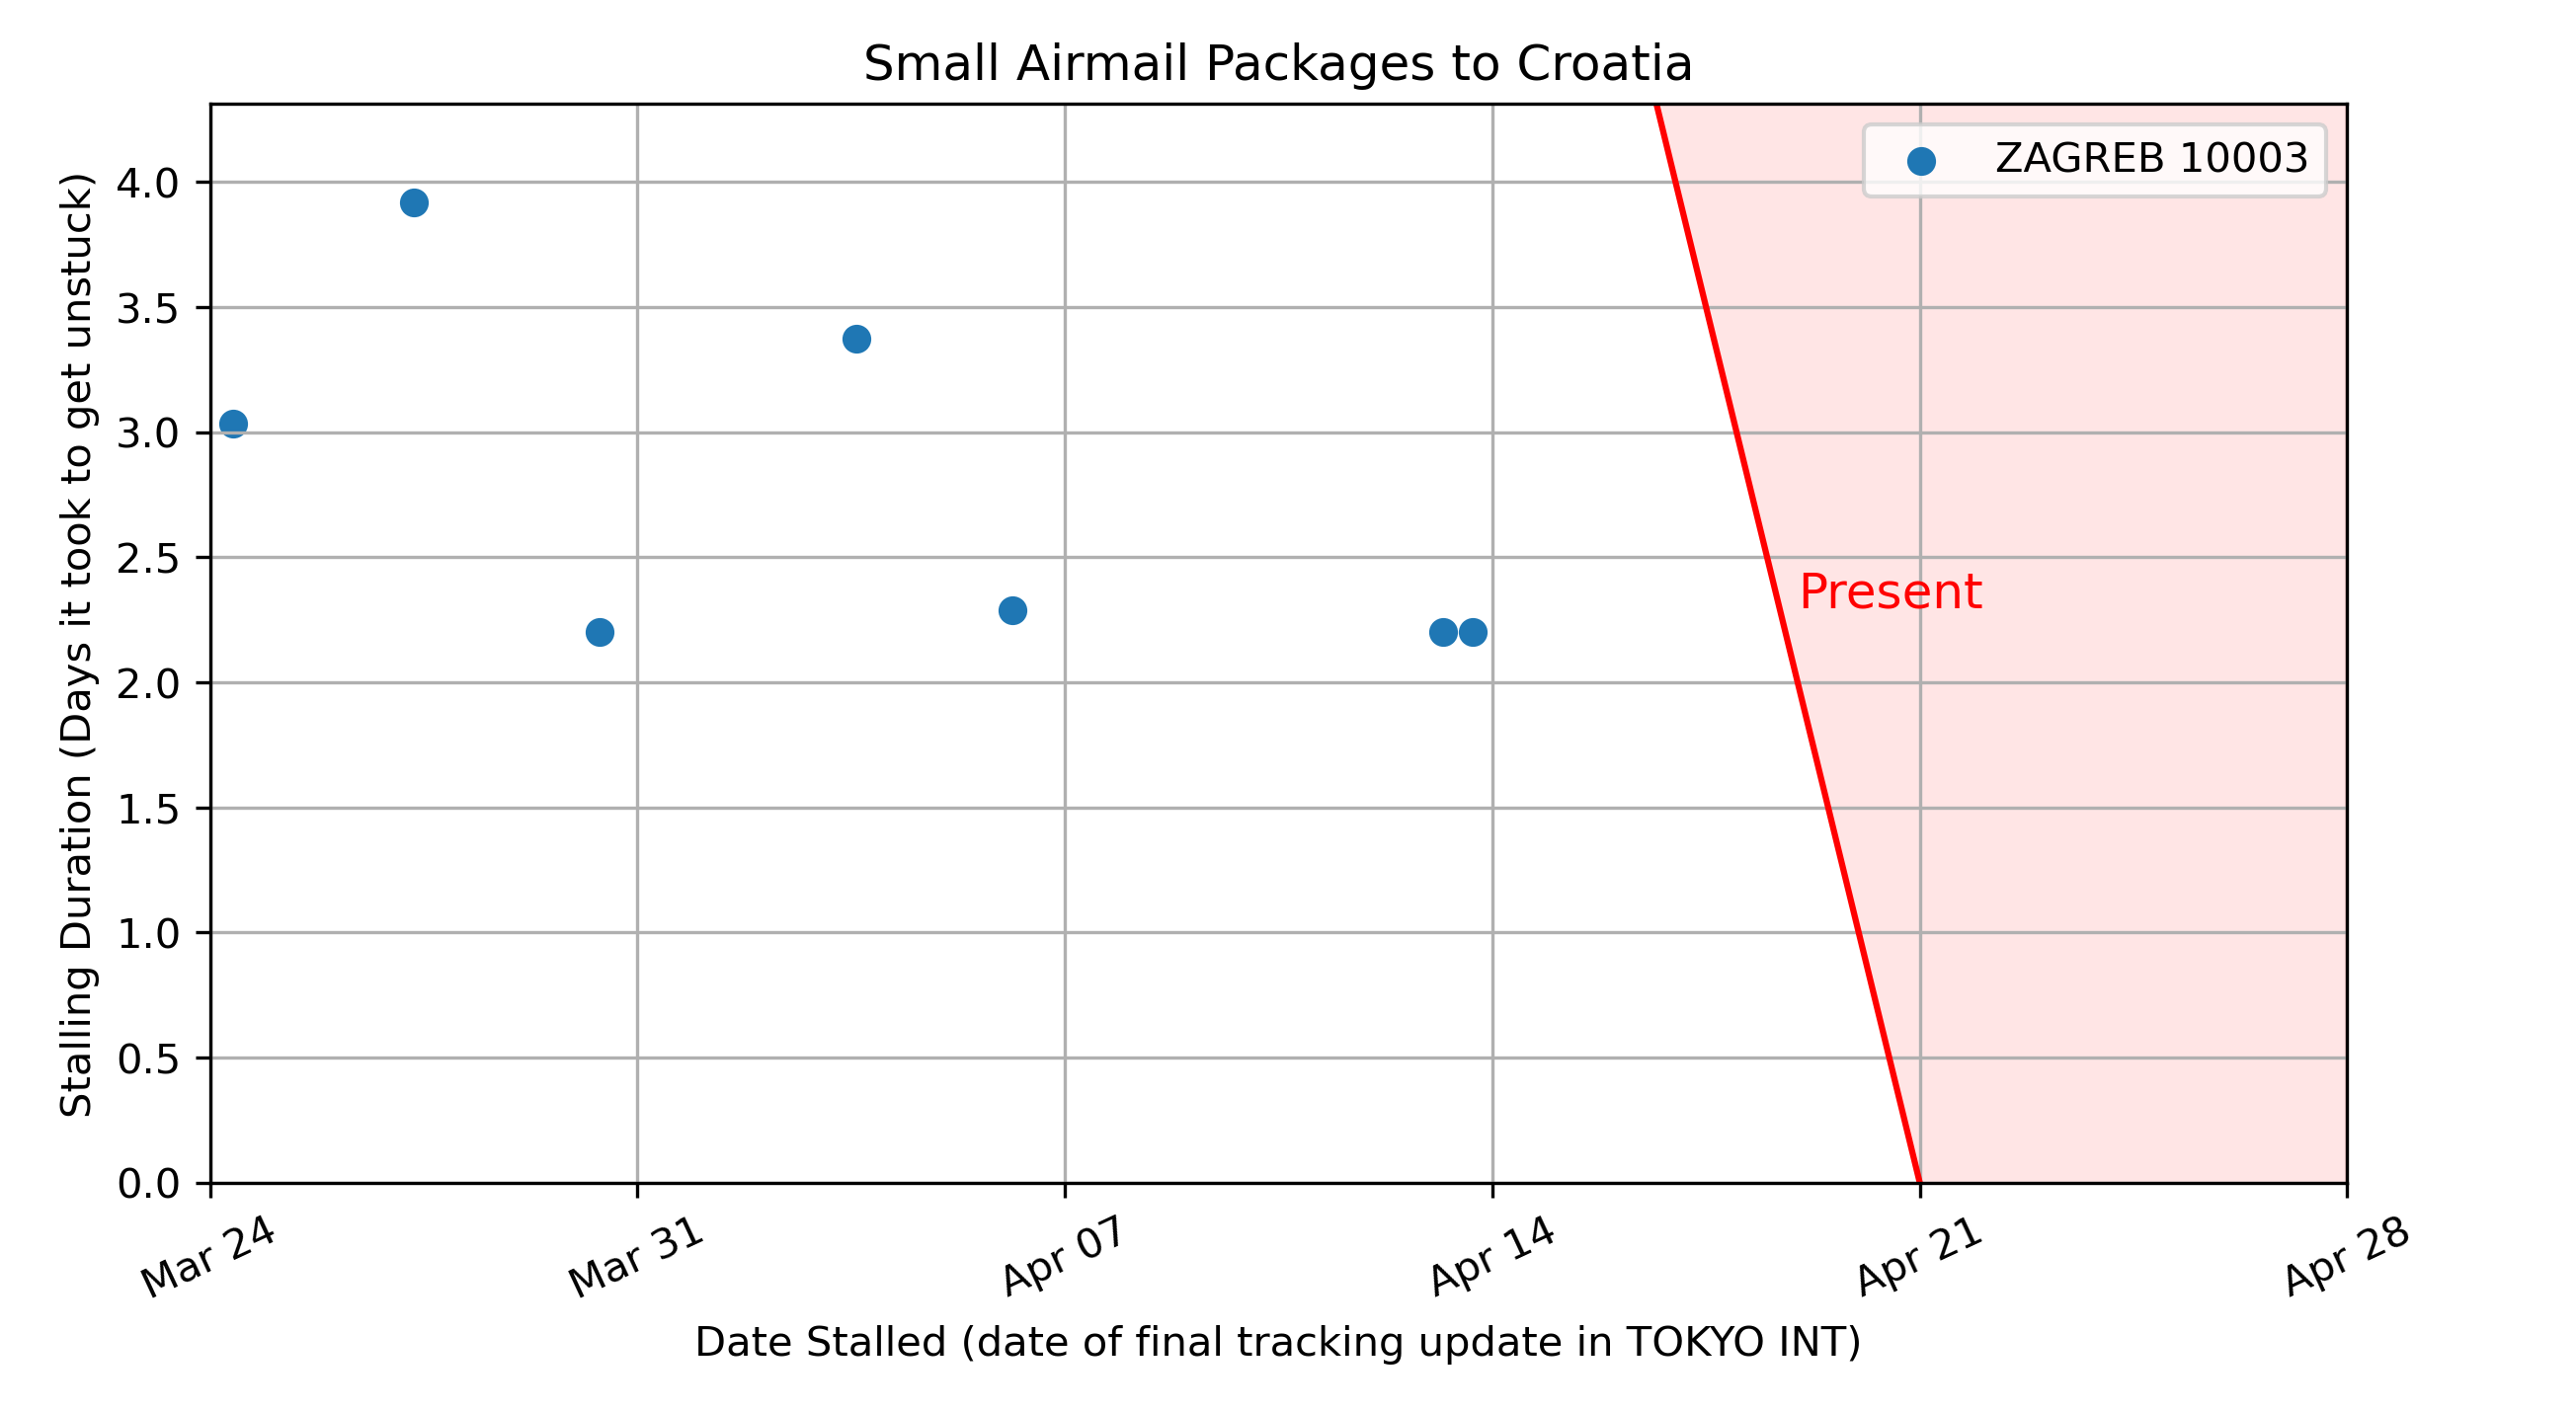 Small Airmail Packages to Croatia
ZAGREB 10003
Present
Stalling Duration (Days it took to get unstuck)
4.0
3.5
3.0
2.5
2.0
1.5
1.0
0.5
0.0
Mar 24
Mar 31
Apr 07
Apr 14
Apr 21
Apr 28
Date Stalled (date of final tracking update in TOKYO INT)